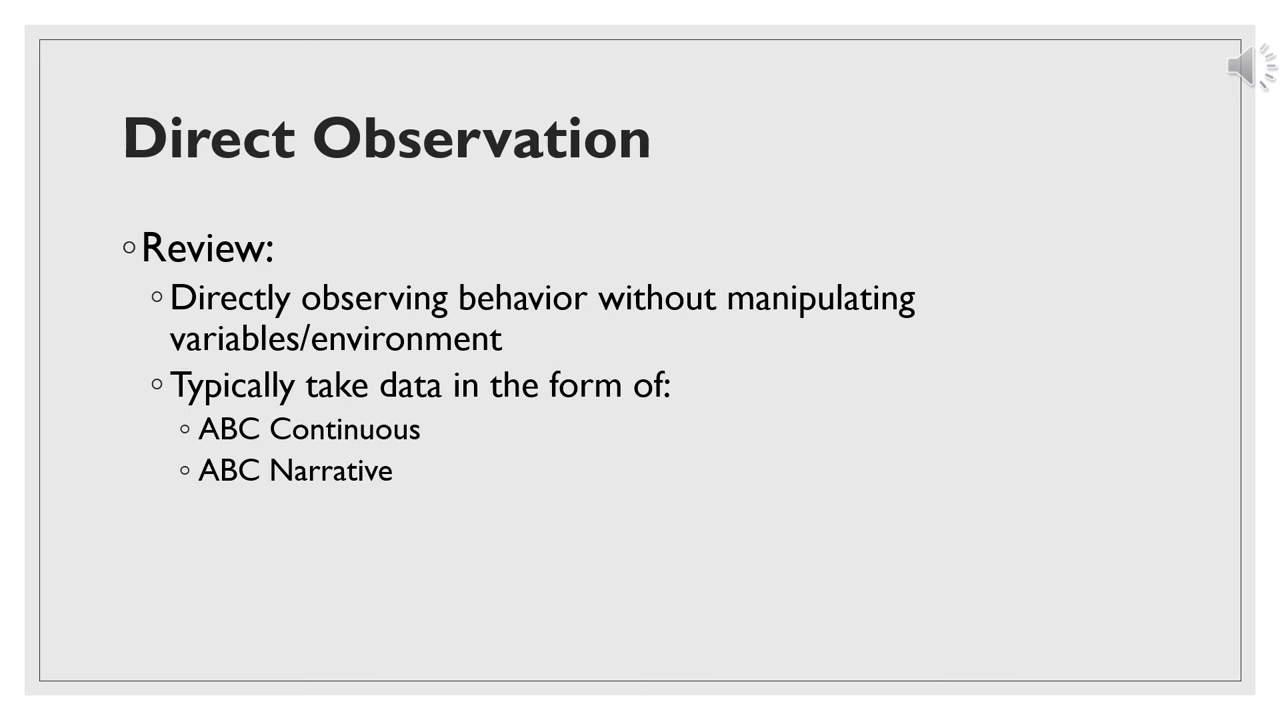 Direct Observation
◦Review:
◦Directly observing behavior without manipulating
variables/environment
◦Typically take data in the form of:
◦ABC Continuous
◦ABC Narrative